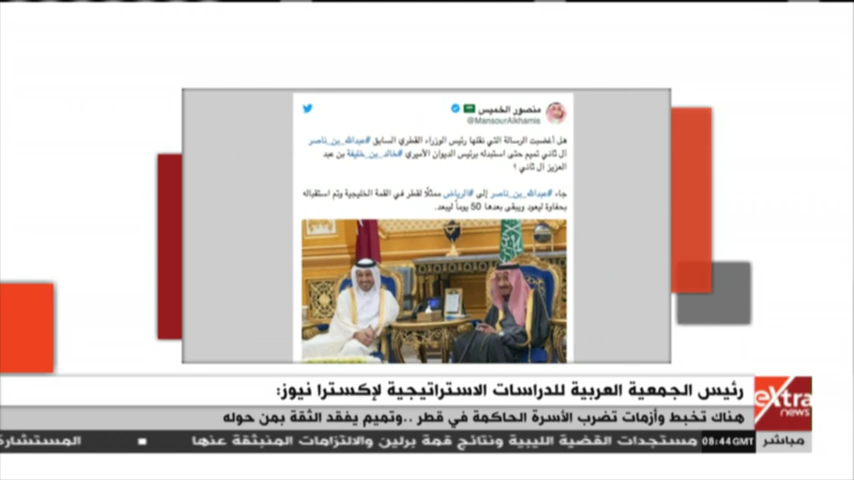 منصور الخميس
@MansourAlkhamis
هل أغضبت الرسالة التي نقلها رئيس الوزراء القطري السابق #عبدالله_بن_ناصر
ال ثاني تميم حتى استبدله برئيس الديوان الأميري #خالد_بن_خليفة بن عبد
العزيز ال ثاني ؟
جاء #عبدالله_بن_ناصر إلى #الرياض ممثلًا لقطر في القمة الخليجية وتم استقباله
بحفاوة ليعود ويبقى بعدها 50 يوماً ليبعد.
رئيس الجمعية العربية للدراسات الاستراتيجية لإكسترا نيوز:
هناك تخبط وأزمات تضرب الأسرة الحاكمة في قطر ..وتميم يفقد الثقة بمن حوله
eXtra
news
مباشر
08:44 GMT
مستجدات القضية الليبية ونتائج قمة برلين والالتزامات المنبثقة عنها ■ المستشار